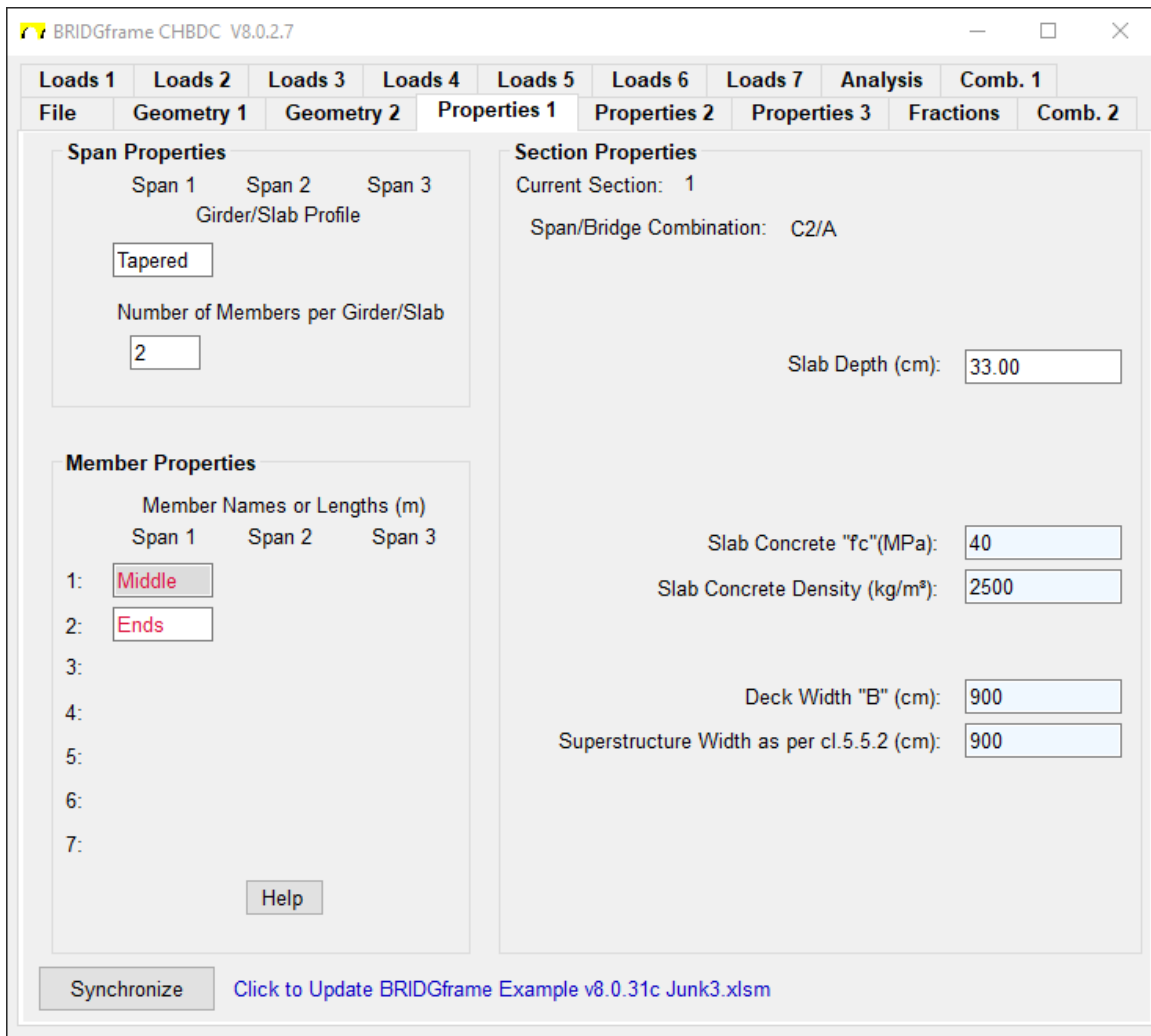 BRIDGframe CHBDC V8.0.2.7
Loads 1 Loads 2 Loads 3 Loads 4 Loads 5 Loads 6 Loads 7 Analysis Comb. 1
File Geometry 1 Geometry 2 Properties 1 Properties 2 Properties 3 Fractions Comb. 2
Span Properties
Span 1 Span 2 Span 3
Girder/Slab Profile
Tapered
Number of Members per Girder/Slab
2
Member Properties
Member Names or Lengths (m)
Span 1 Span 2 Span 3
1: Middle
2: Ends
3:
4:
5:
6:
7:
Help
Section Properties
Current Section: 1
Span/Bridge Combination: C2/A
Slab Depth (cm): 33.00
Slab Concrete "f'c"(MPa): 40
Slab Concrete Density (kg/m³): 2500
Deck Width "B" (cm): 900
Superstructure Width as per cl.5.5.2 (cm): 900
Synchronize Click to Update BRIDGframe Example v8.0.31c Junk3.xlsm